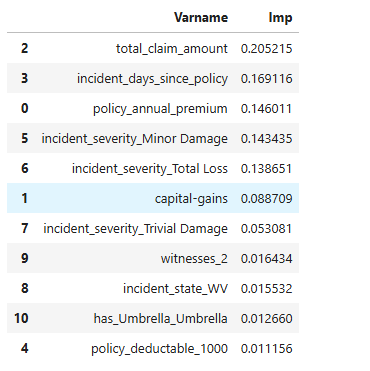 Varname Imp
2 total_claim_amount 0.205215
3 incident_days_since_policy 0.169116
0 policy_annual_premium 0.146011
5 incident_severity_Minor Damage 0.143435
6 incident_severity_Total Loss 0.138651
1 capital-gains 0.088709
7 incident_severity_Trivial Damage 0.053081
9 witnesses_2 0.016434
8 incident_state_WV 0.015532
10 has_Umbrella_Umbrella 0.012660
4 policy_deductable_1000 0.011156